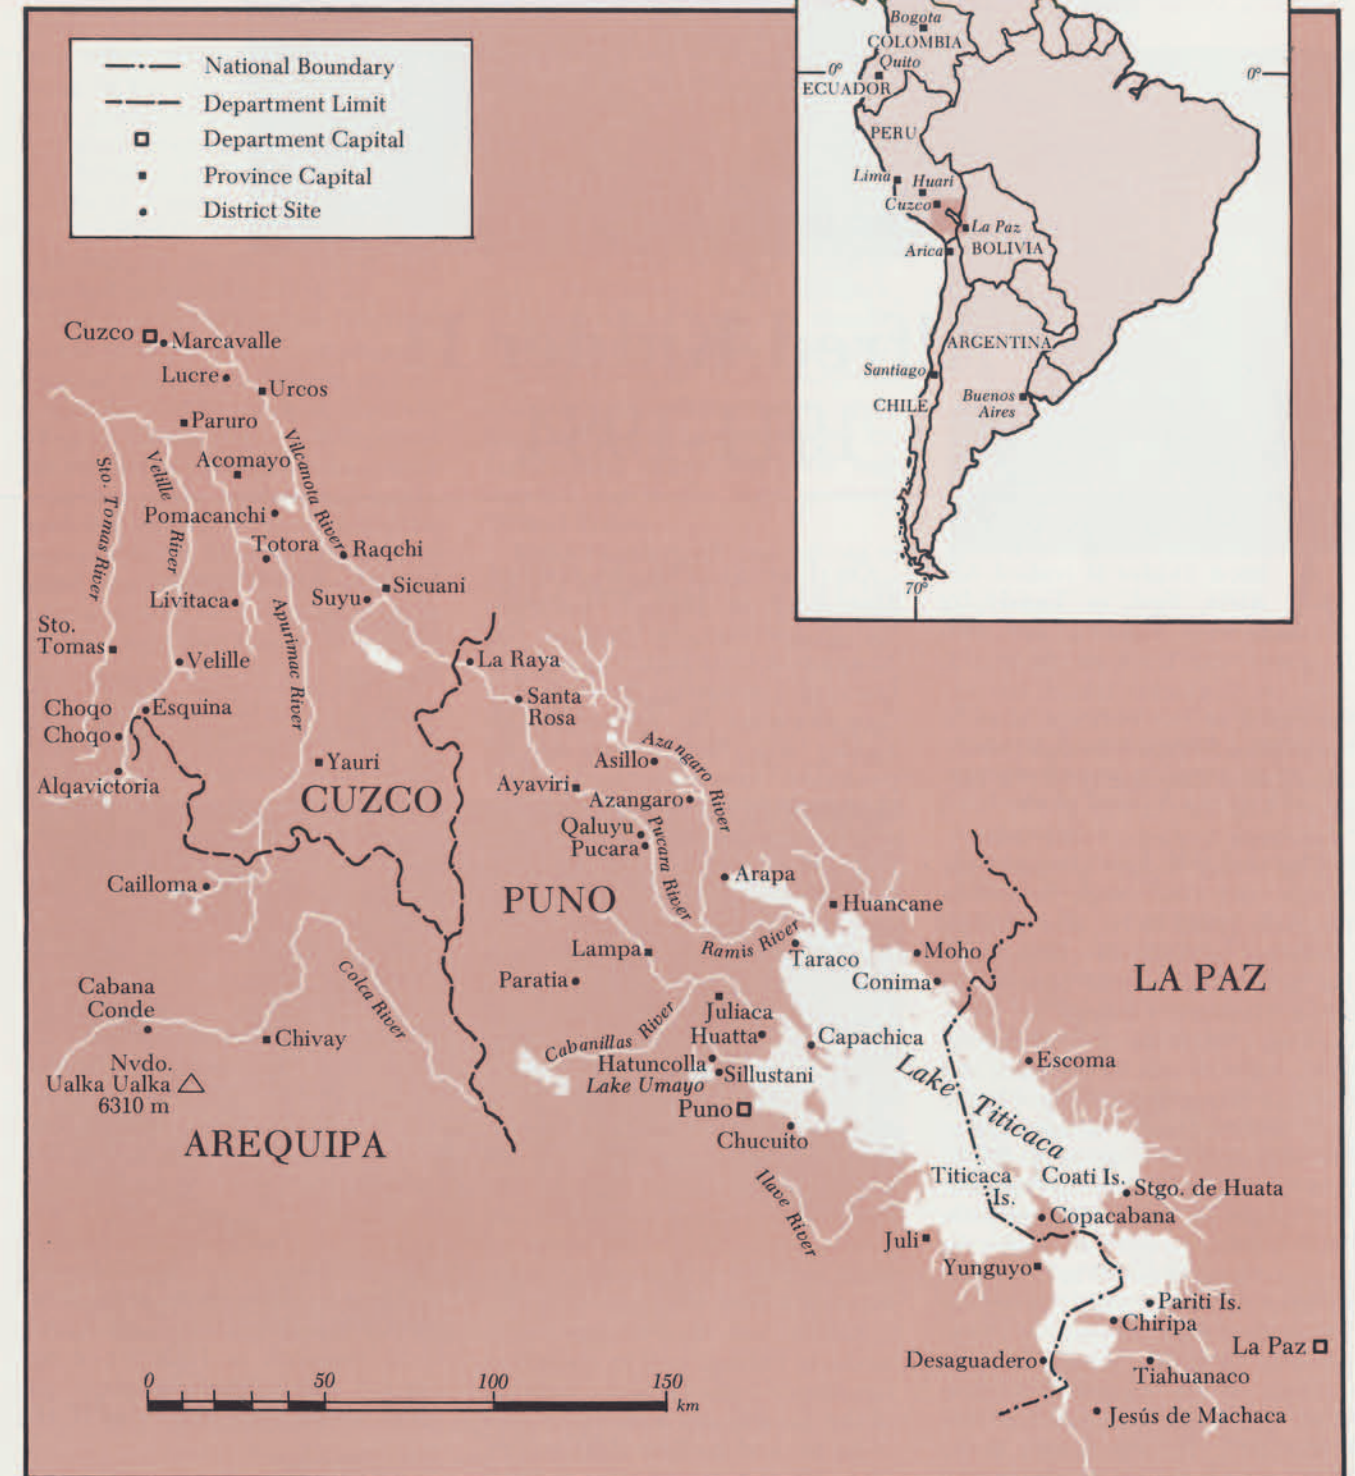 National Boundary
Department Limit
Department Capital
Province Capital
District Site
Bogota
COLOMBIA
Quito
0°
0°
ECUADOR
PERU
Lima
Huari
Cuzco
La Paz
BOLIVIA
Arica
ARGENTINA
Santiago
Buenos
Aires
CHILE
70°
Cuzco
Marcavalle
Lucre
Urcos
Paruro
Vilcanota River
Acomayo
Sto. Tomas River
Velille River
Pomacanchi
Totora
Raqchi
Sicuani
Suyu
Livitaca
Apurimac River
Sto.
Tomas
Velille
La Raya
Santa
Rosa
Choqo
Choqo
Esquina
Azangaro River
Asillo
Yauri
Alqavictoria
Ayaviri
Azangaro
CUZCO
Qaluyu
Pucara
Pucara River
Arapa
Cailloma
PUNO
Huancane
Ramis River
Lampa
Taraco
Moho
Conima
LA PAZ
Paratia
Colca River
Cabana
Conde
Juliaca
Cabanillas River
Huatta
Capachica
Chivay
Hatuncolla
Lake Umayo
Sillustani
Lake Titicaca
Escoma
Nvdo.
Ualka Ualka
6310 m
Puno
Chucuito
AREQUIPA
Ilave River
Titicaca
Is.
Coati Is.
Stgo. de Huata
Copacabana
Juli
Yunguyo
Pariti Is.
Chiripa
La Paz
Desaguadero
Tiahuanaco
Jesús de Machaca
0 50 100 150
km